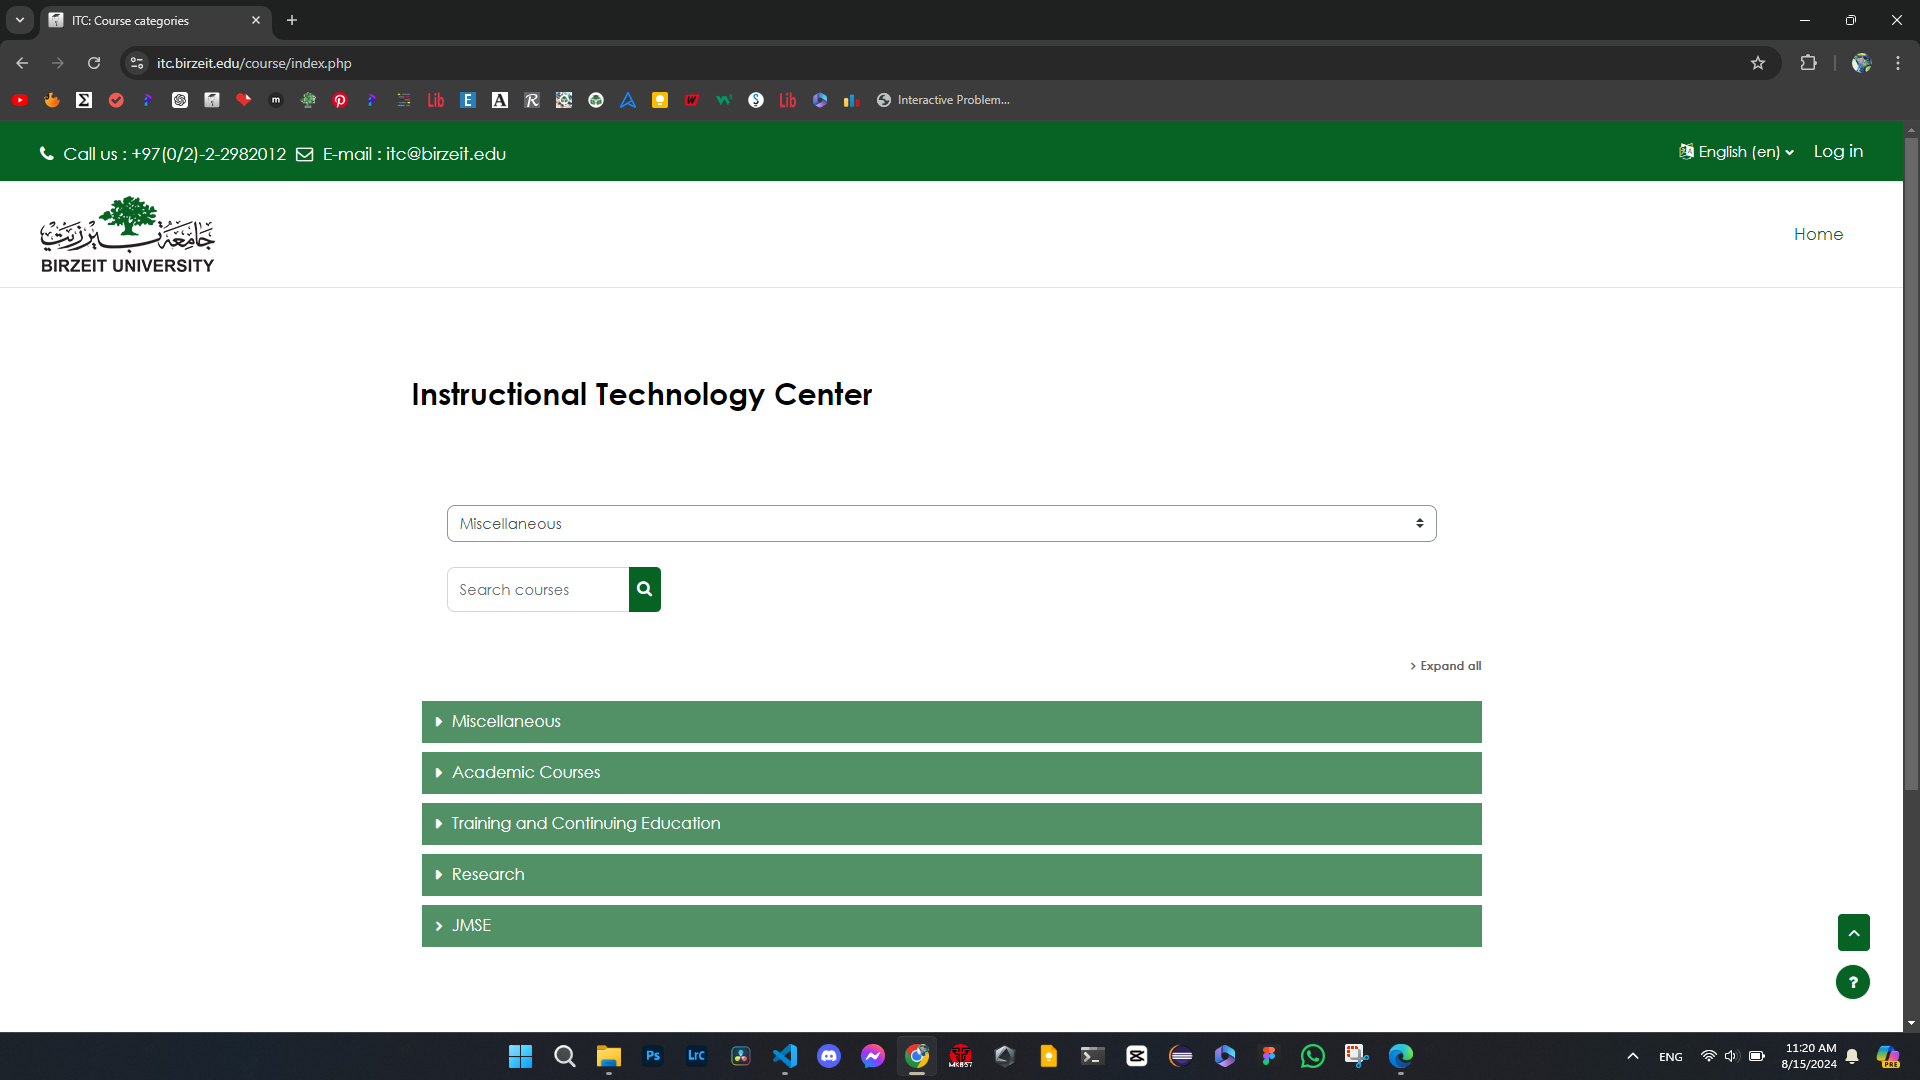 ITC: Course categories
itc.birzeit.edu/course/index.php
Interactive Problem...
Call us : +97(0/2)-2-2982012 E-mail : itc@birzeit.edu
English (en) Log in
جامعة بيرزيت
BIRZEIT UNIVERSITY
Home
Instructional Technology Center
Miscellaneous
Search courses
Expand all
Miscellaneous
Academic Courses
Training and Continuing Education
Research
JMSE
ENG
11:20 AM
8/15/2024